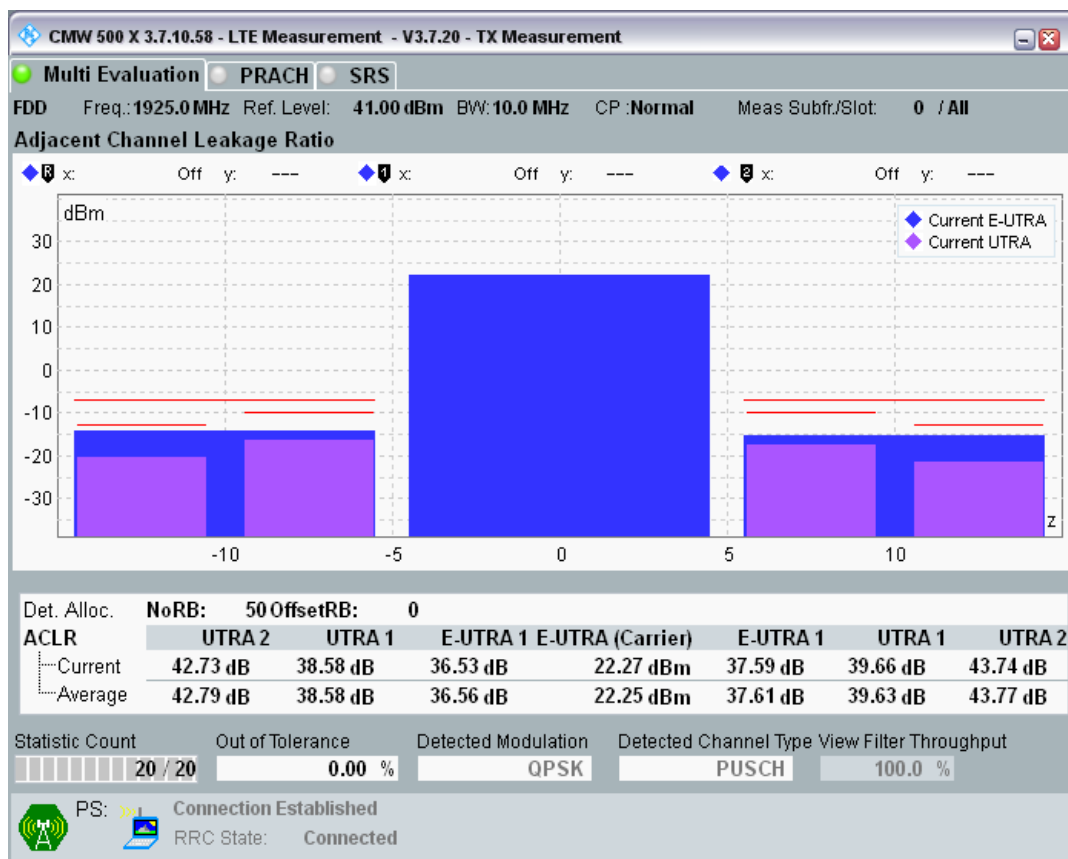 CMW 500 X 3.7.10.58 - LTE Measurement - V3.7.20 - TX Measurement
Multi Evaluation PRACH SRS
FDD Freq.: 1925.0 MHz Ref. Level: 41.00 dBm BW: 10.0 MHz CP :Normal Meas Subfr./Slot: 0 / All
Adjacent Channel Leakage Ratio
R x: Off y: --- 1 x: Off y: --- 2 x: Off y: ---
dBm
Current E-UTRA
Current UTRA
30
20
10
0
-10
-20
-30
z
-10 -5 0 5 10
Det. Alloc. NoRB: 50 OffsetRB: 0
ACLR UTRA 2 UTRA 1 E-UTRA 1 E-UTRA (Carrier) E-UTRA 1 UTRA 1 UTRA 2
Current 42.73 dB 38.58 dB 36.53 dB 22.27 dBm 37.59 dB 39.66 dB 43.74 dB
Average 42.79 dB 38.58 dB 36.56 dB 22.25 dBm 37.61 dB 39.63 dB 43.77 dB
Statistic Count Out of Tolerance Detected Modulation Detected Channel Type View Filter Throughput
20 / 20 0.00 % QPSK PUSCH 100.0 %
PS: Connection Established
RRC State: Connected